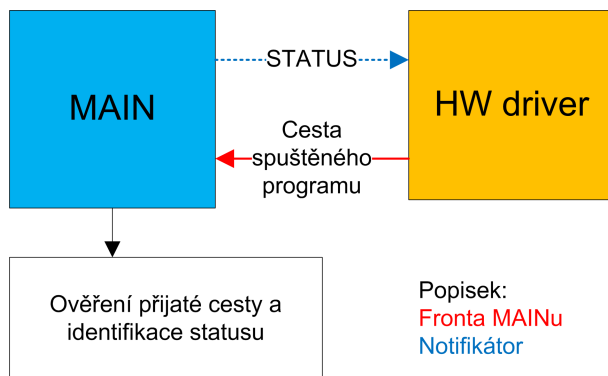 MAIN
STATUS
HW driver
Cesta
spuštěného
programu
Ověření přijaté cesty a
identifikace statusu
Popisek:
Fronta MAINu
Notifikátor